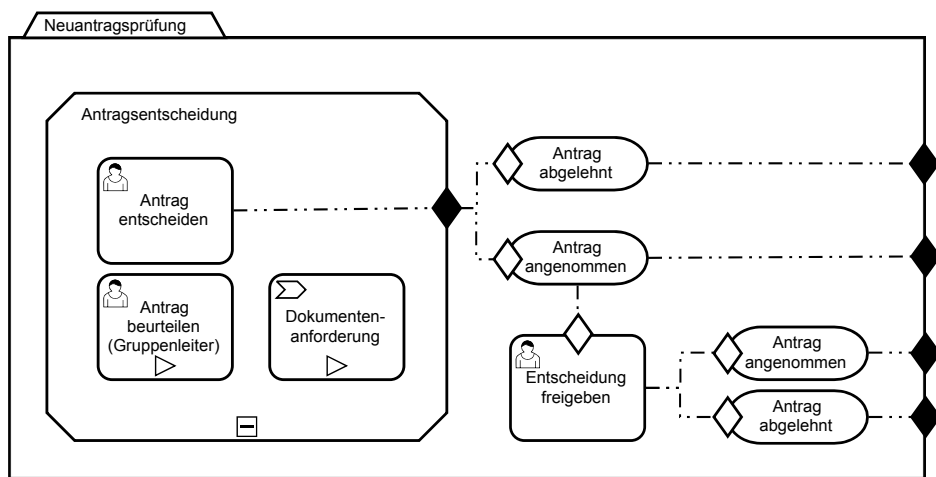 Neuantragsprüfung
Antragsentscheidung
Antrag
entscheiden
Antrag
beurteilen
(Gruppenleiter)
Dokumenten-
anforderung
Antrag
abgelehnt
Antrag
angenommen
Entscheidung
freigeben
Antrag
angenommen
Antrag
abgelehnt